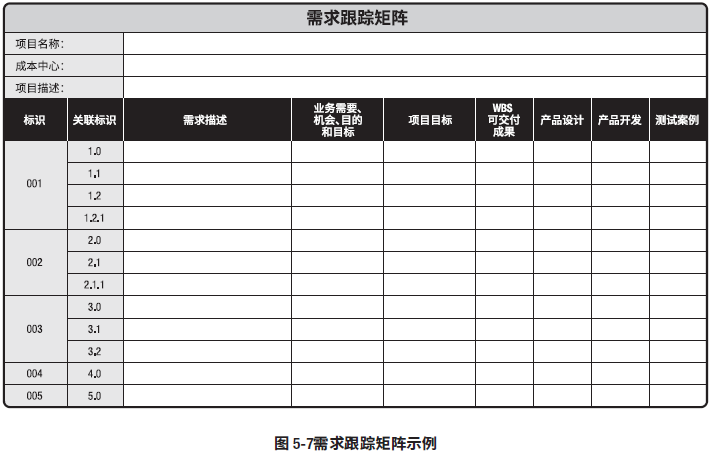 需求跟踪矩阵
项目名称：
成本中心：
项目描述：
标识 关联标识 需求描述 业务需要、机会、目的和目标 项目目标 WBS可交付成果 产品设计 产品开发 测试案例
001
1.0
1.1
1.2
1.2.1
002
2.0
2.1
2.1.1
003
3.0
3.1
3.2
004 4.0
005 5.0
图 5-7需求跟踪矩阵示例